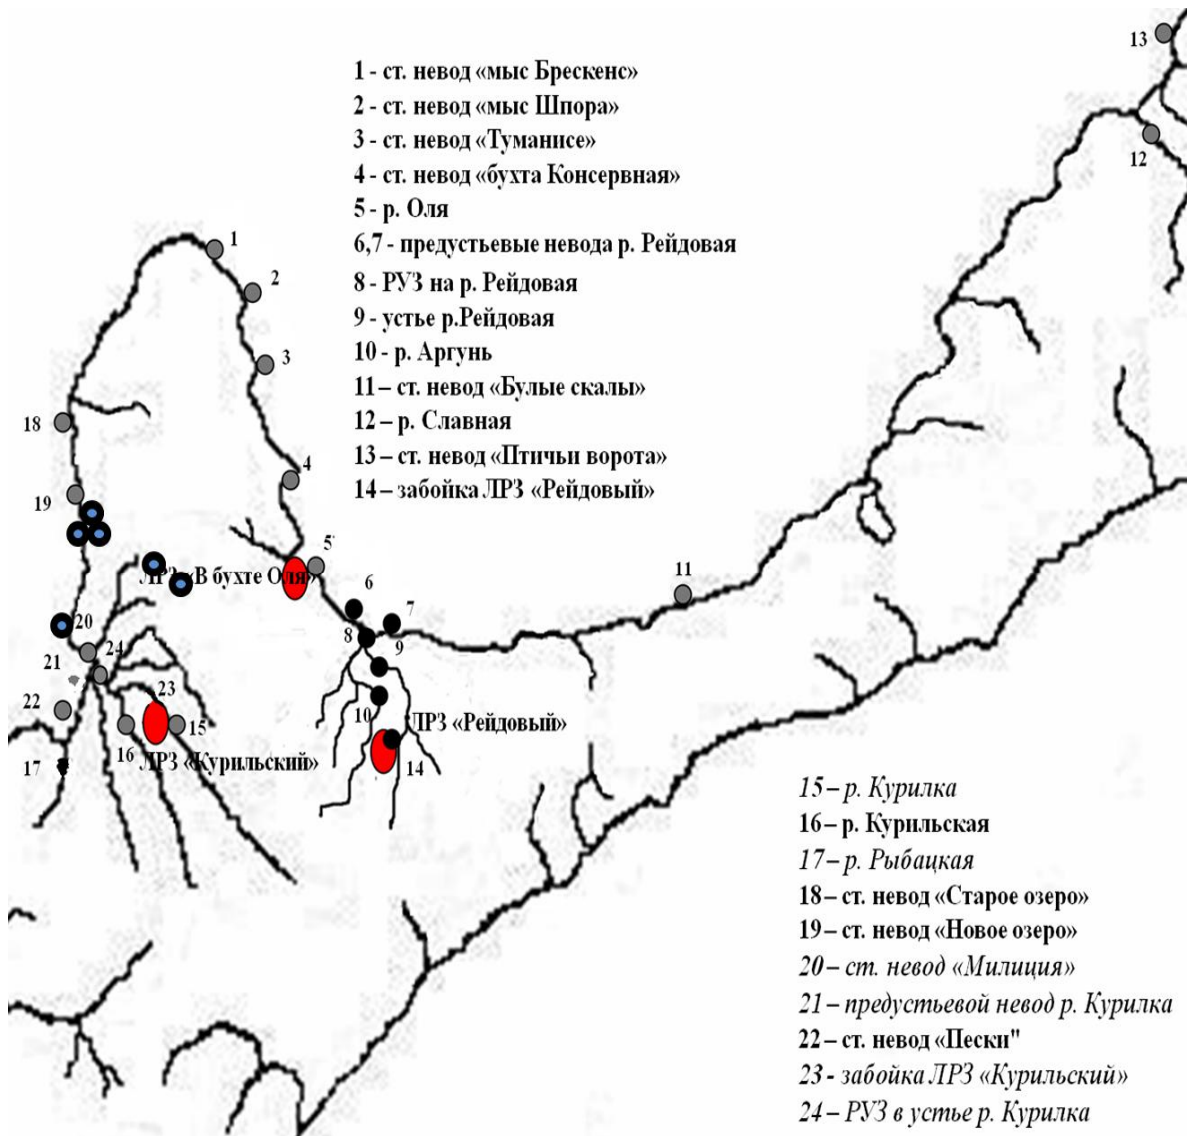 13
1 - ст. невод «мыс Брескенс»
2 - ст. невод «мыс Шпора»
3 - ст. невод «Туманисе»
4 - ст. невод «бухта Консервная»
5 - р. Оля
6,7 - предустьевые невода р. Рейдовая
8 - РУЗ на р. Рейдовая
9 - устье р.Рейдовая
10 - р. Аргунь
11 – ст. невод «Булые скалы»
12 – р. Славная
13 – ст. невод «Птичьи ворота»
14 – забойка ЛРЗ «Рейдовый»
12
1
2
3
18
4
19
5
ЛРЗ «В бухте Оля»
11
6
7
20
8
9
24
21
23
22
10
ЛРЗ «Рейдовый»
16
15
ЛРЗ «Курильский»
17
14
15 – р. Курилка
16 – р. Курильская
17 – р. Рыбацкая
18 – ст. невод «Старое озеро»
19 – ст. невод «Новое озеро»
20 – ст. невод «Милиция»
21 – предустьевой невод р. Курилка
22 – ст. невод «Пески"
23 - забойка ЛРЗ «Курильский»
24 – РУЗ в устье р. Курилка